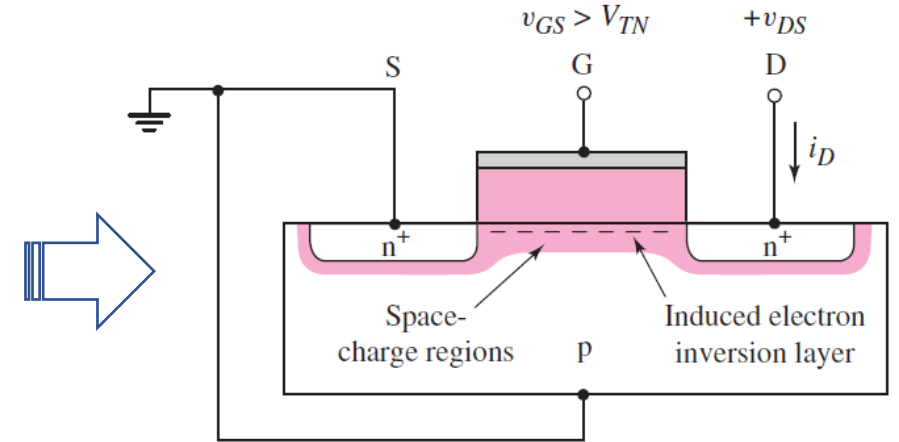 v_GS > V_TN
+v_DS
S
G
D
i_D
n⁺
n⁺
Space-
charge regions
p
Induced electron
inversion layer